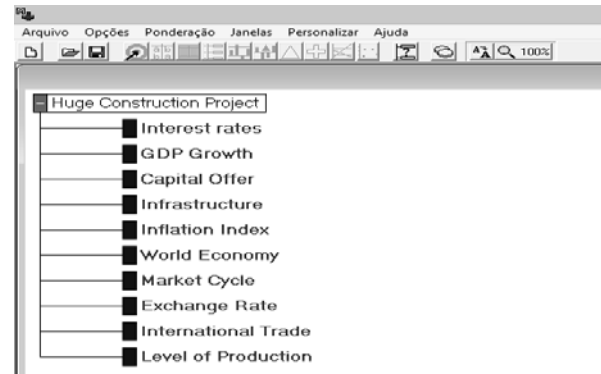 Arquivo Opções Ponderação Janelas Personalizar Ajuda
100%
Huge Construction Project
Interest rates
GDP Growth
Capital Offer
Infrastructure
Inflation Index
World Economy
Market Cycle
Exchange Rate
International Trade
Level of Production